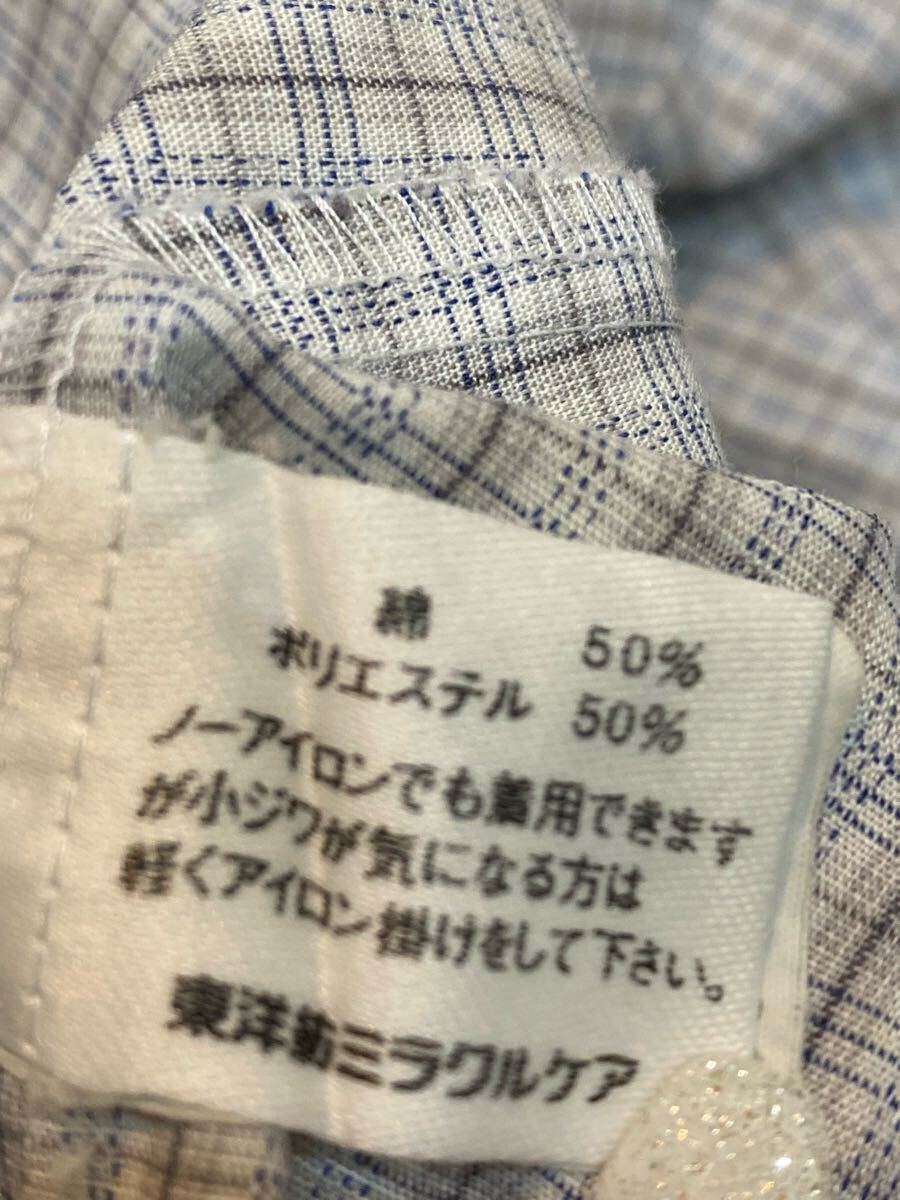 綿 50%
ポリエステル 50%
ノーアイロンでも着用できます
が小ジワが気になる方は
軽くアイロン掛けをして下さい。
東洋紡ミラクルケア